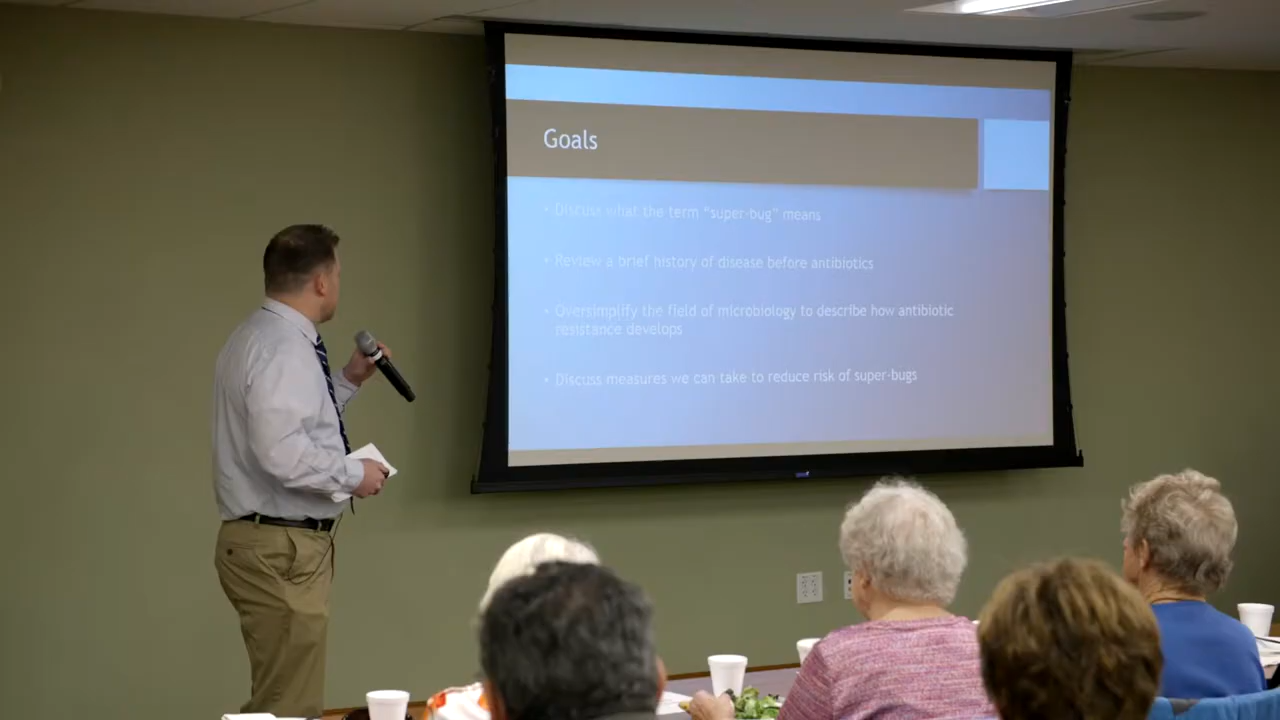 Goals
• Discuss what the term “super-bug” means
• Review a brief history of disease before antibiotics
• Oversimplify the field of microbiology to describe how antibiotic
resistance develops
• Discuss measures we can take to reduce risk of super-bugs